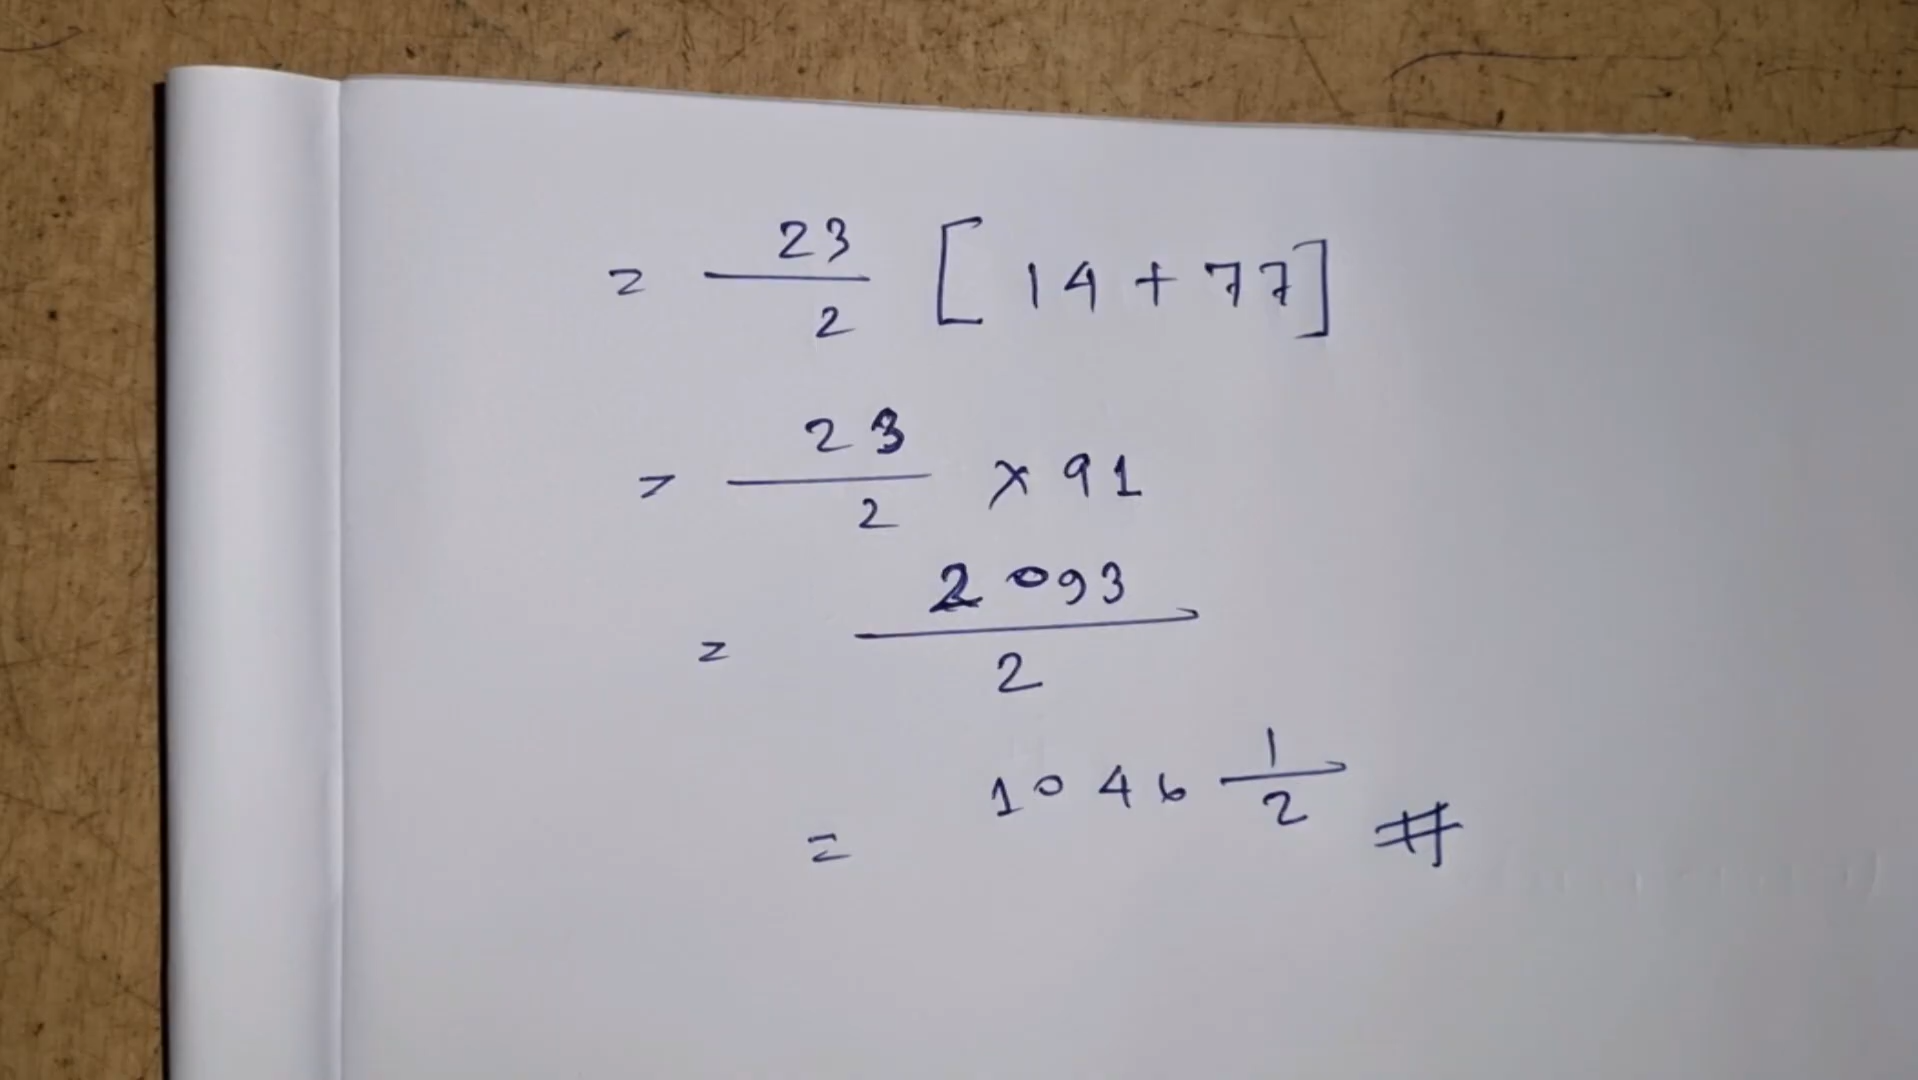 = 23/2 [14 + 77]
= 23/2 × 91
= 2093/2
= 1046 1/2 #